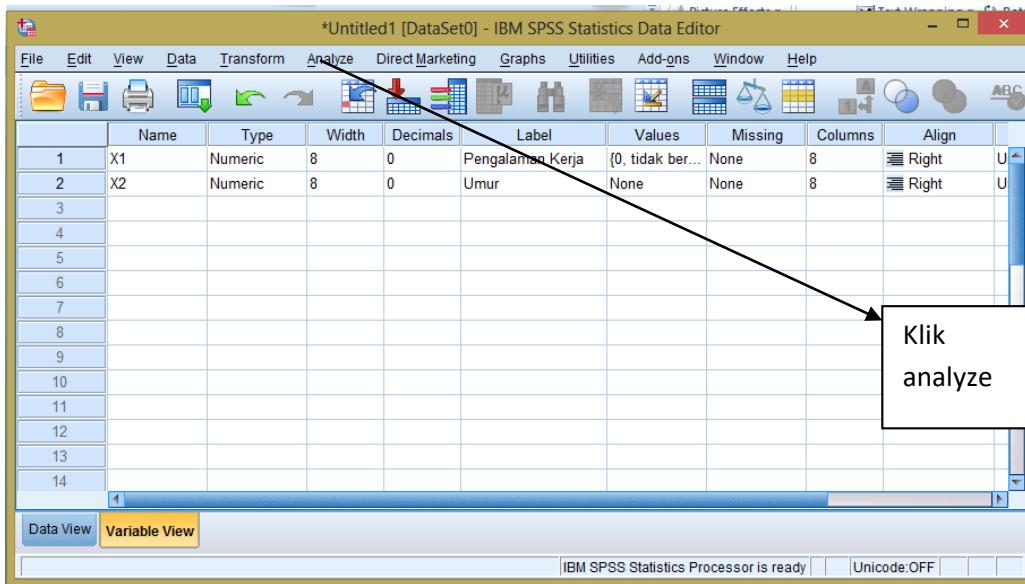 *Untitled1 [DataSet0] - IBM SPSS Statistics Data Editor
File Edit View Data Transform Analyze Direct Marketing Graphs Utilities Add-ons Window Help
Name Type Width Decimals Label Values Missing Columns Align
1 X1 Numeric 8 0 Pengalaman Kerja {0, tidak ber... None 8 Right
2 X2 Numeric 8 0 Umur None None 8 Right
3
4
5
6
7
8
9
10
11
12
13
14
Klik
analyze
Data View Variable View
IBM SPSS Statistics Processor is ready Unicode:OFF